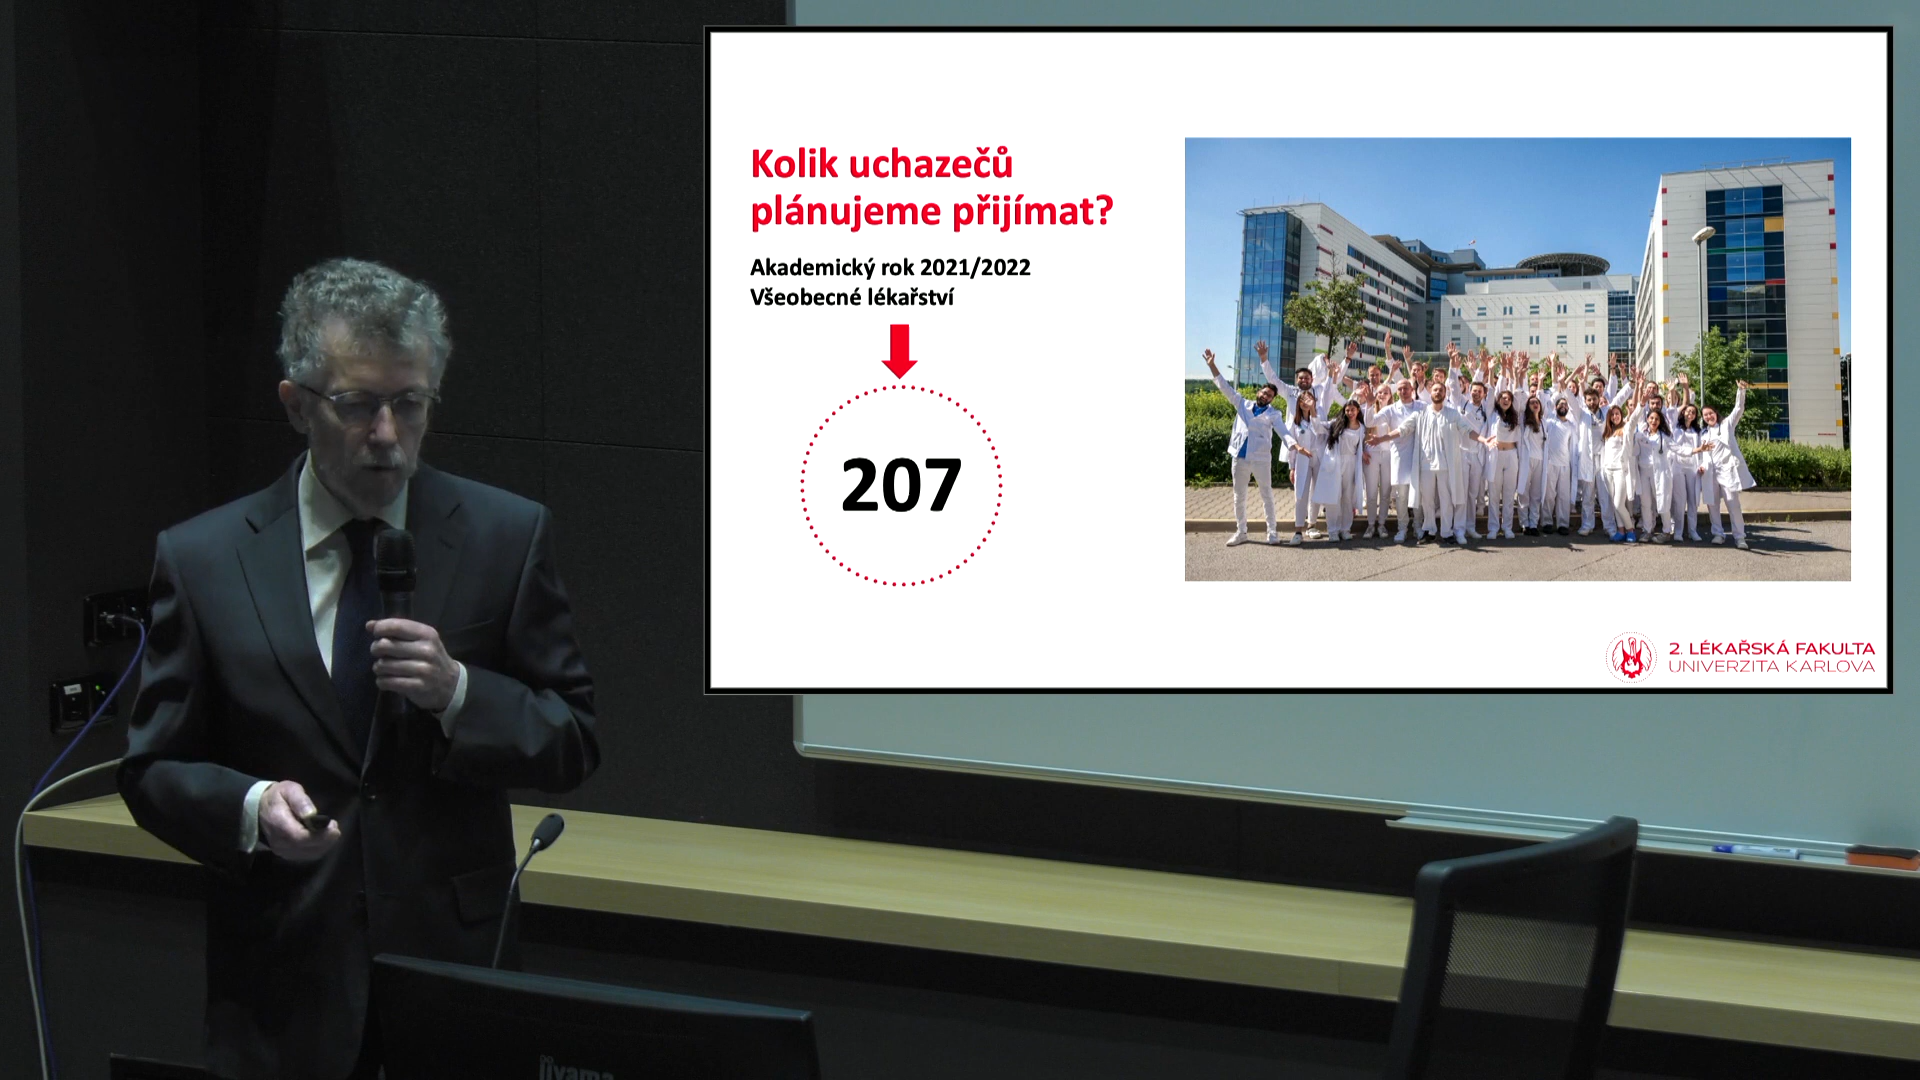 Kolik uchazečů
plánujeme přijímat?
Akademický rok 2021/2022
Všeobecné lékařství
207
2. LÉKAŘSKÁ FAKULTA
UNIVERZITA KARLOVA
iiyama